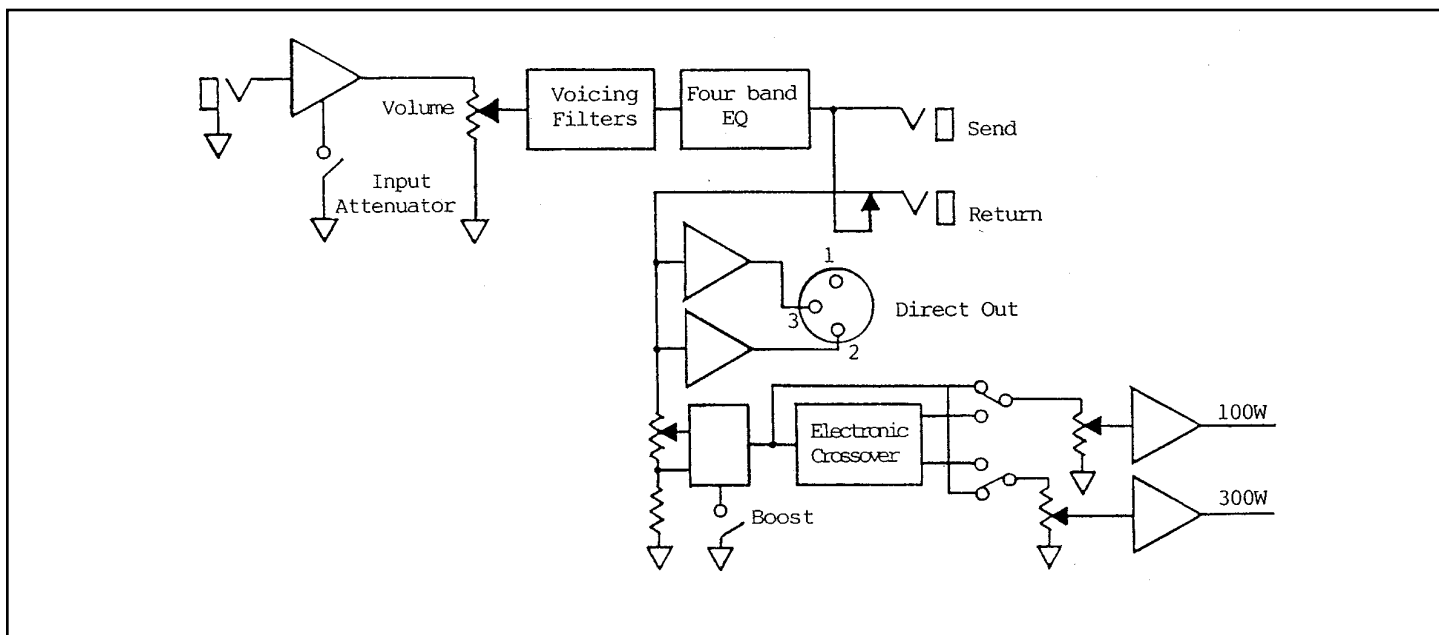 Volume
Voicing
Filters
Four band
EQ
Send
Input
Attenuator
Return
1
3
Direct Out
2
Electronic
Crossover
100W
300W
Boost